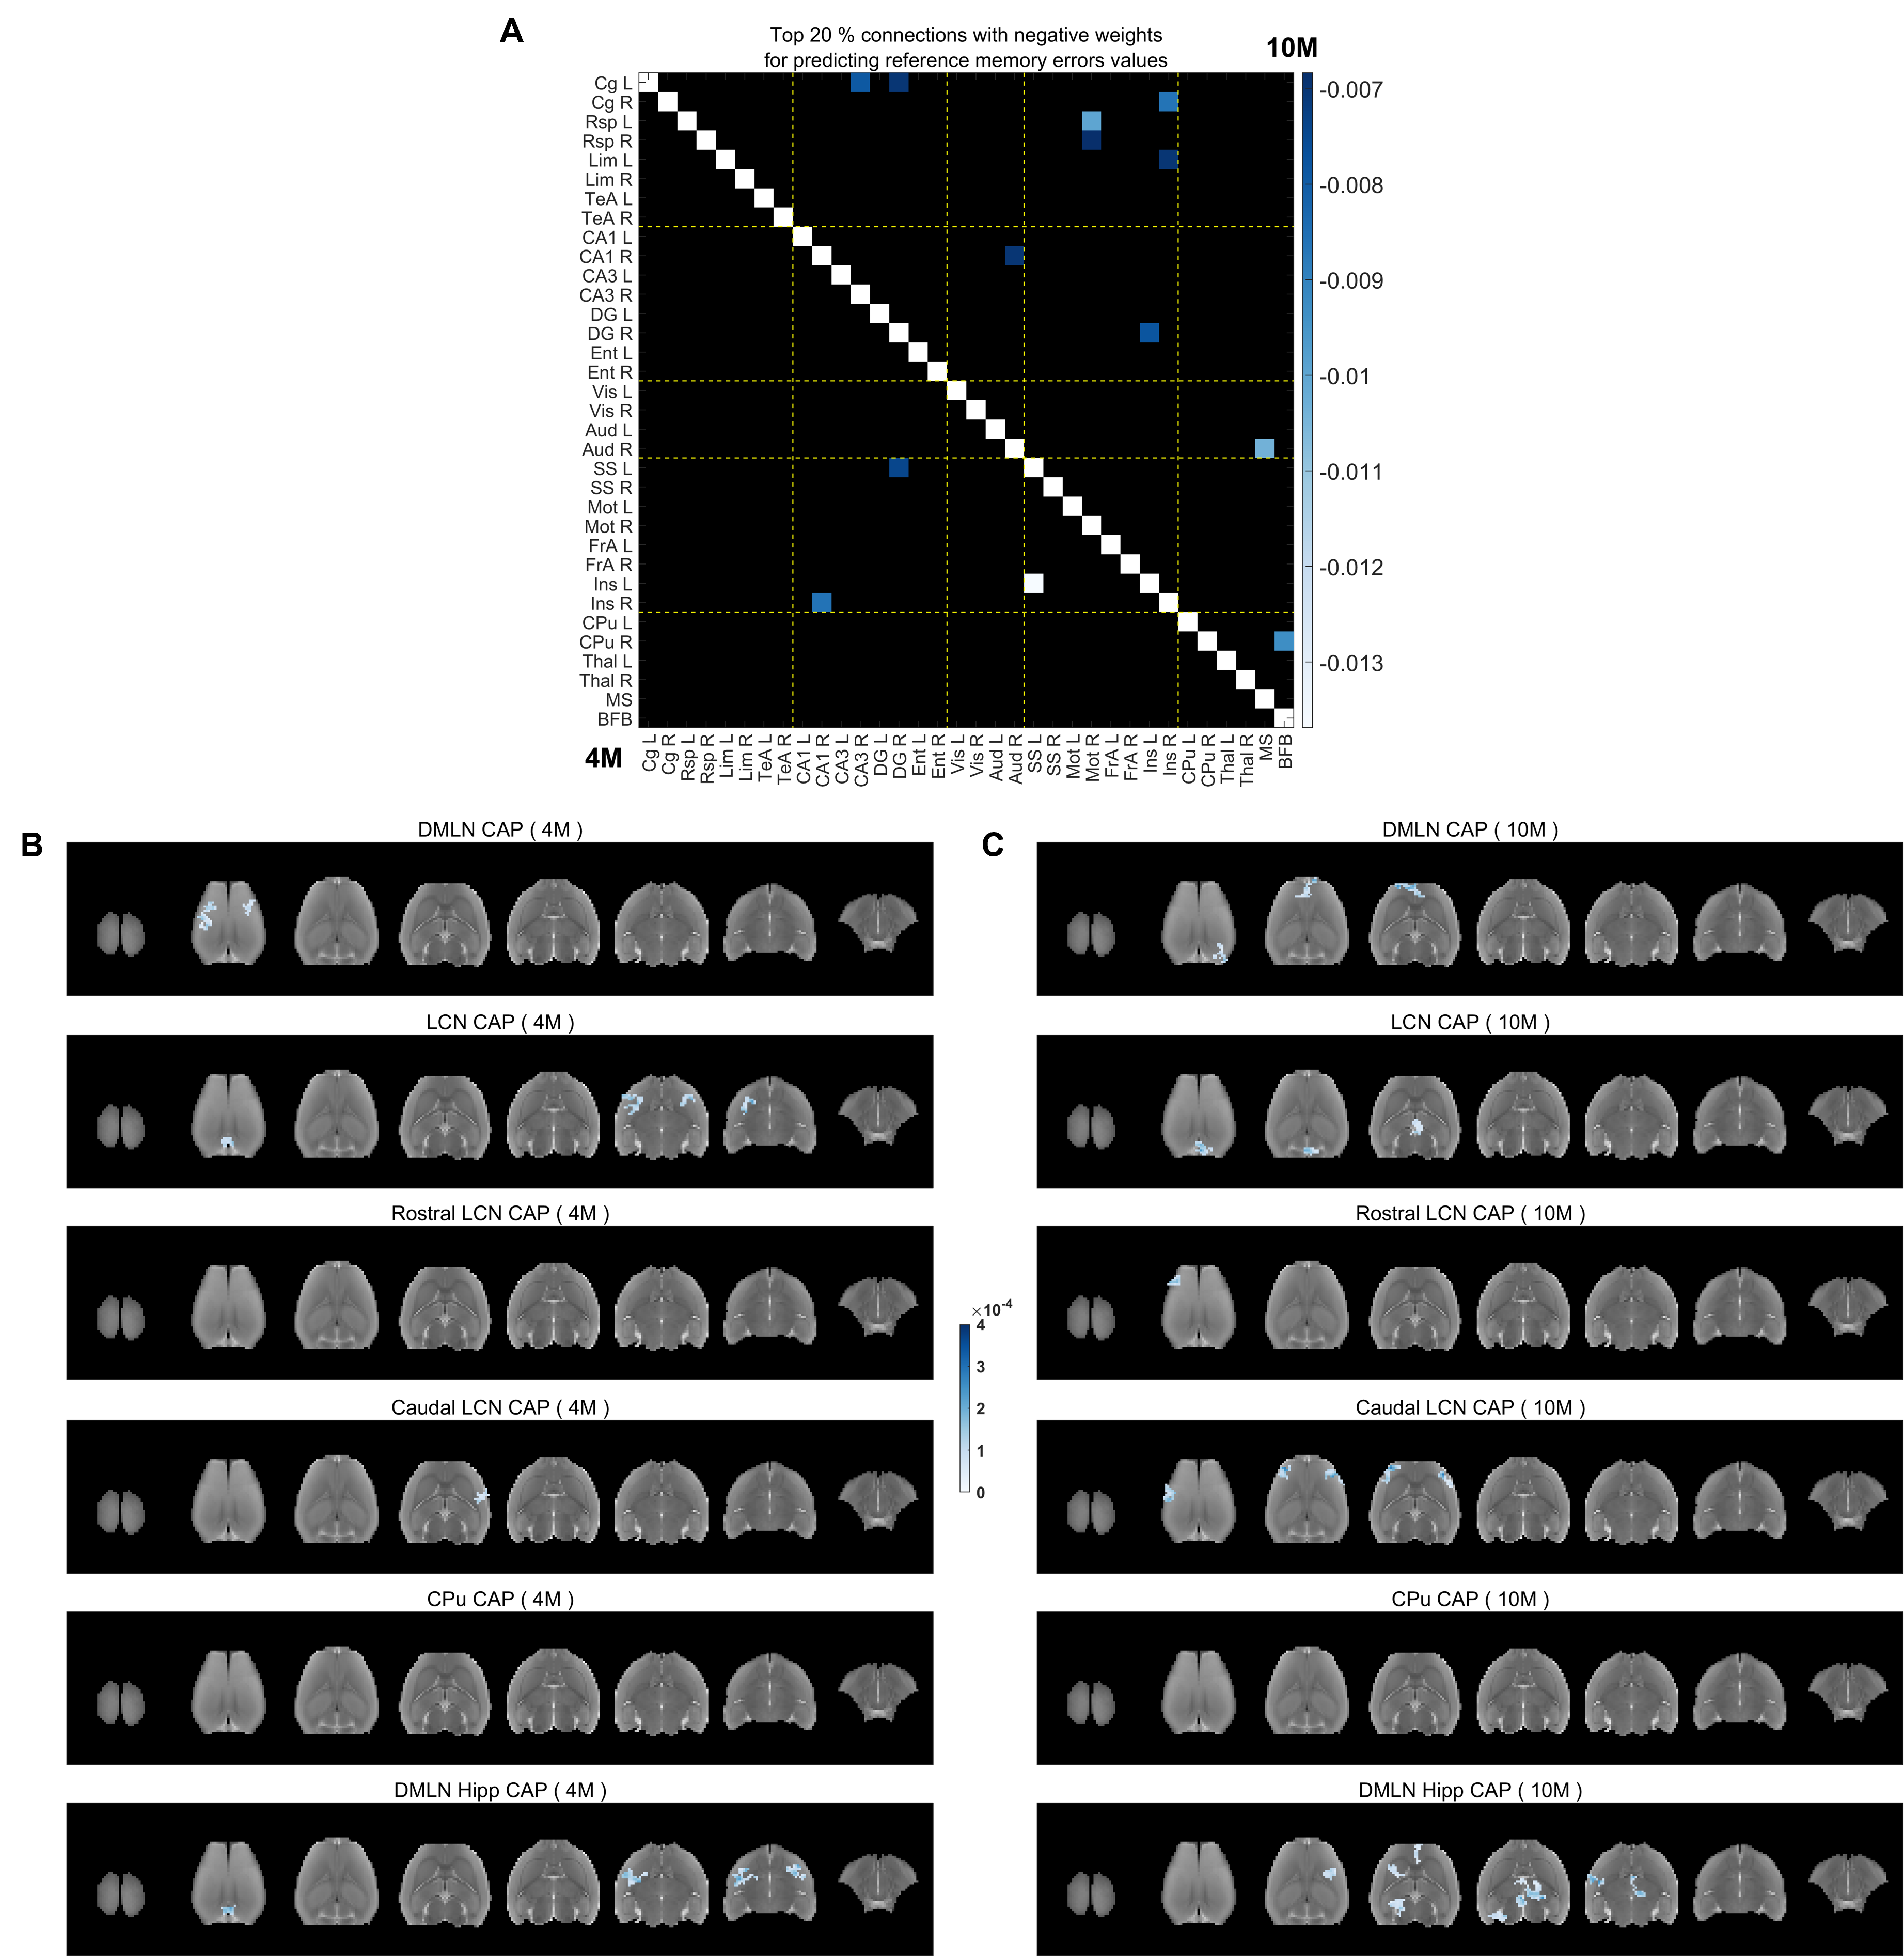 A
Top 20 % connections with negative weights
for predicting reference memory errors values
10M
Cg L
Cg R
Rsp L
Rsp R
Lim L
Lim R
TeA L
TeA R
CA1 L
CA1 R
CA3 L
CA3 R
DG L
DG R
Ent L
Ent R
Vis L
Vis R
Aud L
Aud R
SS L
SS R
Mot L
Mot R
FrA L
FrA R
Ins L
Ins R
CPu L
CPu R
Thal L
Thal R
MS
BFB
-0.007
-0.008
-0.009
-0.01
-0.011
-0.012
-0.013
4M
Cg L
Cg R
Rsp L
Rsp R
Lim L
Lim R
TeA L
TeA R
CA1 L
CA1 R
CA3 L
CA3 R
DG L
DG R
Ent L
Ent R
Vis L
Vis R
Aud L
Aud R
SS L
SS R
Mot L
Mot R
FrA L
FrA R
Ins L
Ins R
CPu L
CPu R
Thal L
Thal R
MS
BFB
B
DMLN CAP ( 4M )
LCN CAP ( 4M )
Rostral LCN CAP ( 4M )
Caudal LCN CAP ( 4M )
CPu CAP ( 4M )
DMLN Hipp CAP ( 4M )
×10⁻⁴
4
3
2
1
0
C
DMLN CAP ( 10M )
LCN CAP ( 10M )
Rostral LCN CAP ( 10M )
Caudal LCN CAP ( 10M )
CPu CAP ( 10M )
DMLN Hipp CAP ( 10M )